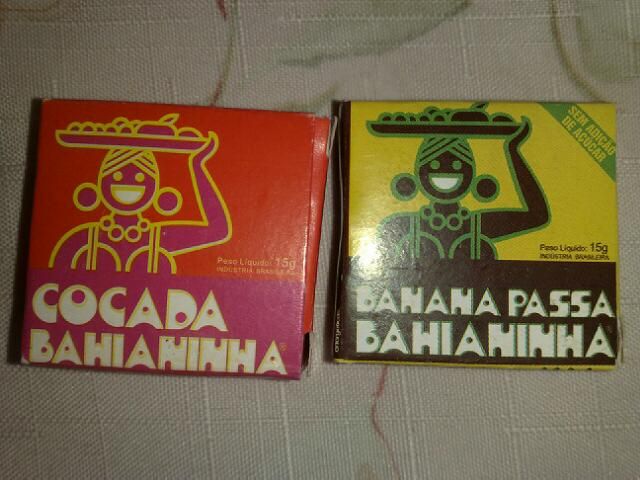 Peso Líquido: 15g
INDÚSTRIA BRASILEIRA
COCADA
BAHIANINHA®
SEM ADIÇÃO
DE AÇÚCAR
Peso Líquido: 15g
INDÚSTRIA BRASILEIRA
BANANA PASSA
BAHIANINHA®